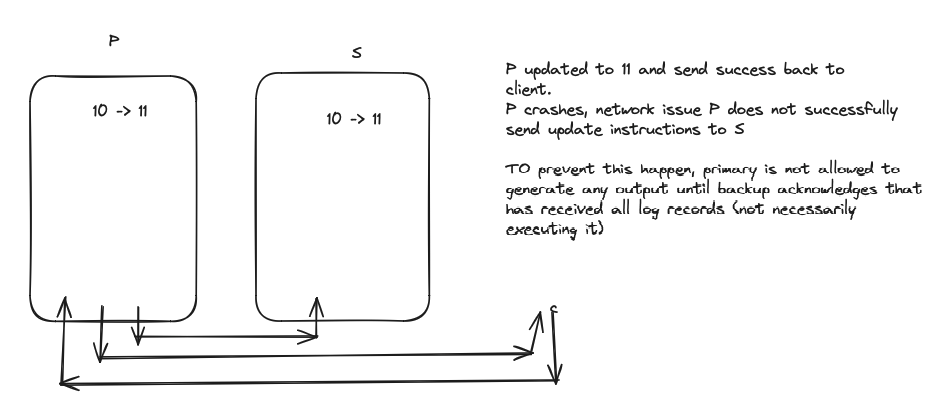 P
S
10 -> 11
10 -> 11
P updated to 11 and send success back to
client.
P crashes, network issue P does not successfully
send update instructions to S
TO prevent this happen, primary is not allowed to
generate any output until backup acknowledges that
has received all log records (not necessarily
executing it)
c